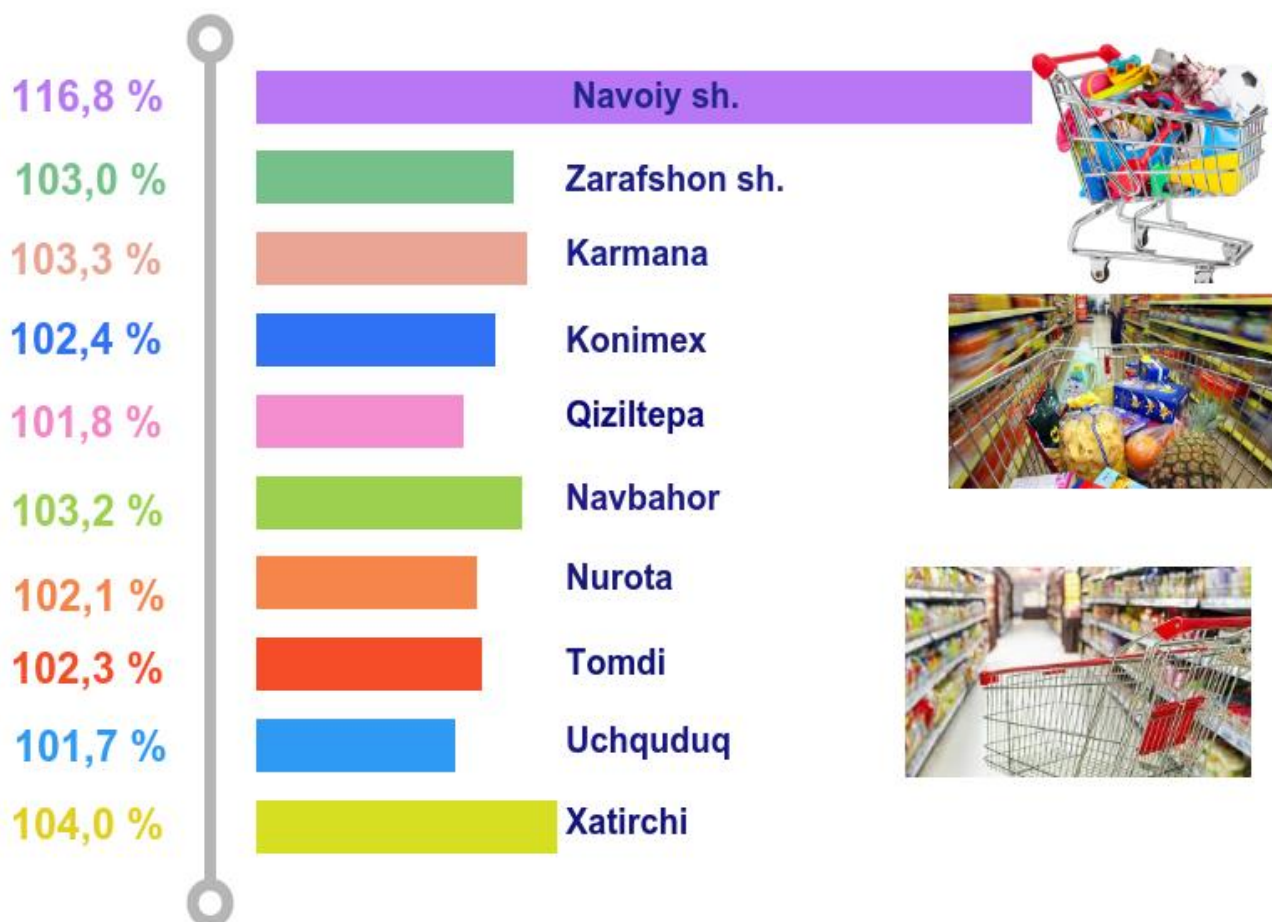 116,8 % Navoiy sh.
103,0 % Zarafshon sh.
103,3 % Karmana
102,4 % Konimex
101,8 % Qiziltepa
103,2 % Navbahor
102,1 % Nurota
102,3 % Tomdi
101,7 % Uchquduq
104,0 % Xatirchi